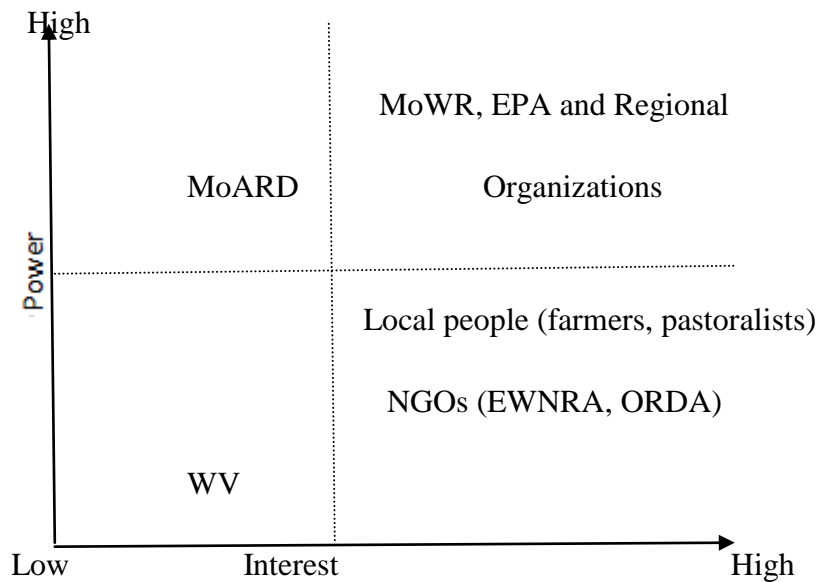 High
MoWR, EPA and Regional
MoARD
Organizations
Power
Local people (farmers, pastoralists)
NGOs (EWNRA, ORDA)
WV
Low
Interest
High